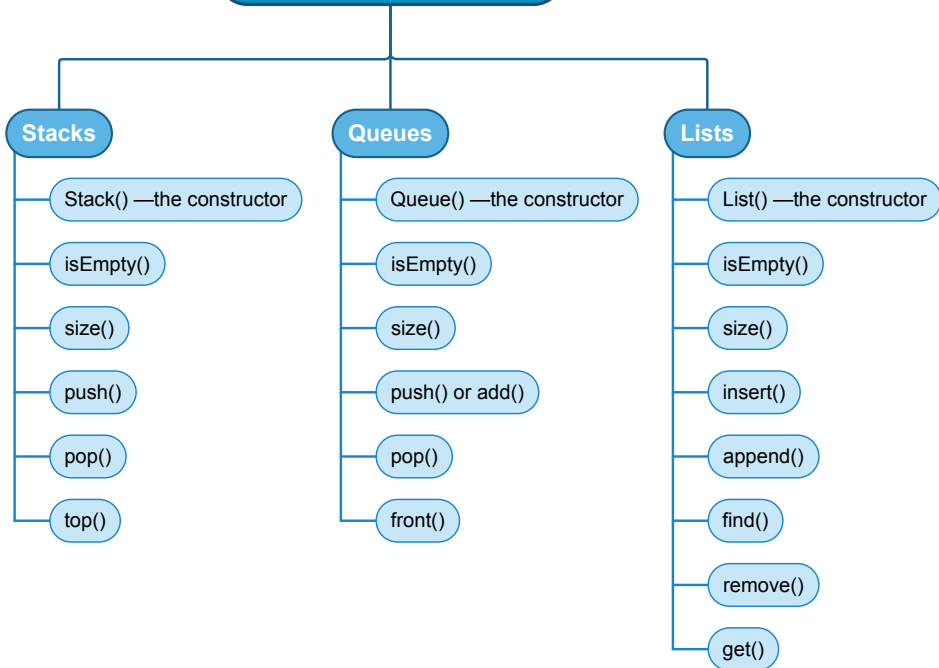 Stacks
Stack() —the constructor
isEmpty()
size()
push()
pop()
top()
Queues
Queue() —the constructor
isEmpty()
size()
push() or add()
pop()
front()
Lists
List() —the constructor
isEmpty()
size()
insert()
append()
find()
remove()
get()